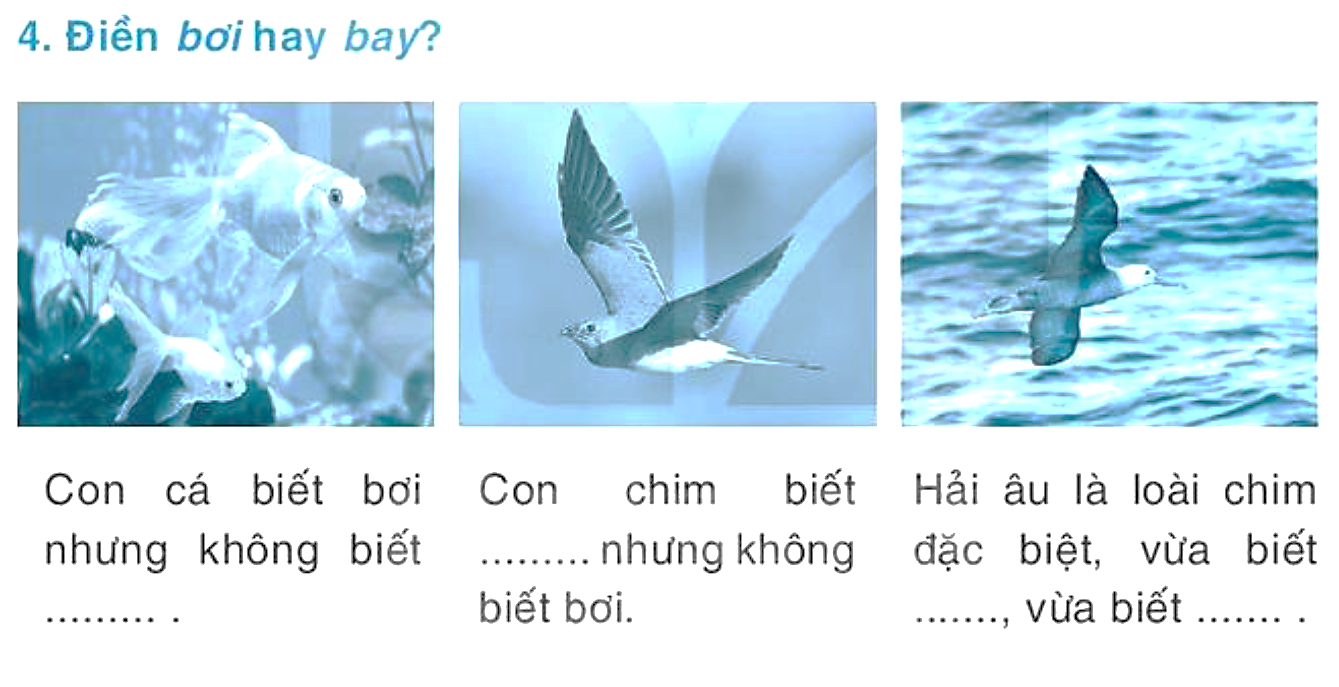 4. Điền bơi hay bay?
Con cá biết bơi
nhưng không biết
......... .
Con chim biết
......... nhưng không
biết bơi.
Hải âu là loài chim
đặc biệt, vừa biết
......., vừa biết ....... .